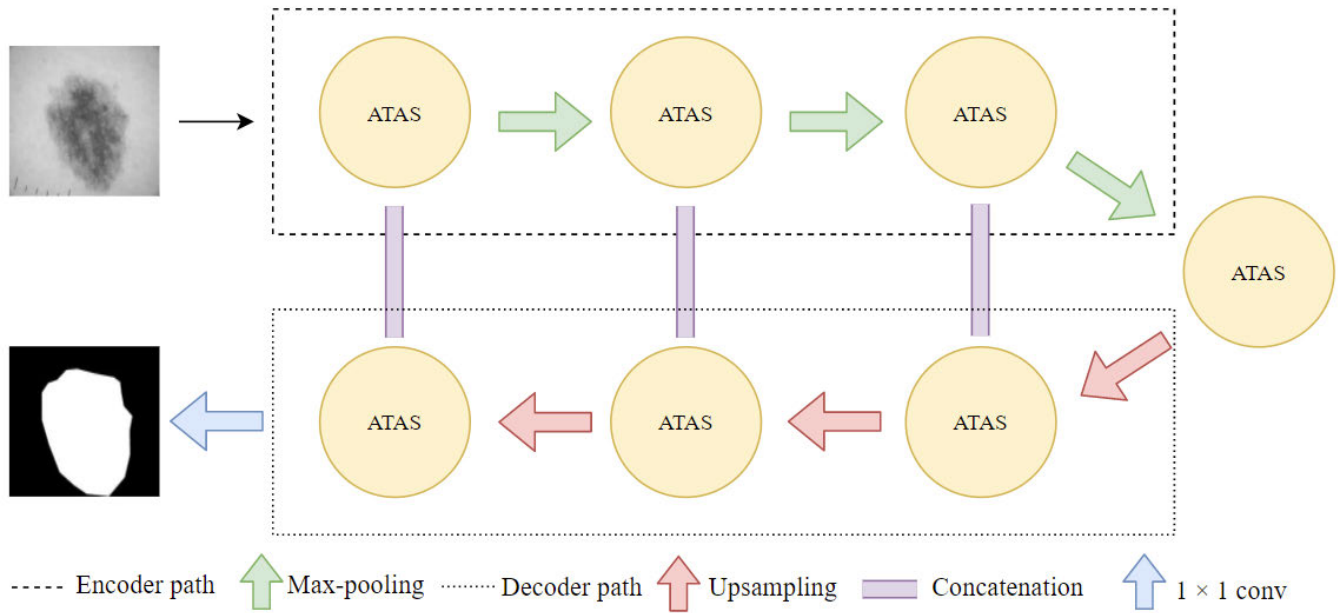 ATAS
ATAS
ATAS
ATAS
ATAS
ATAS
ATAS
Encoder path
Max-pooling
Decoder path
Upsampling
Concatenation
1 × 1 conv